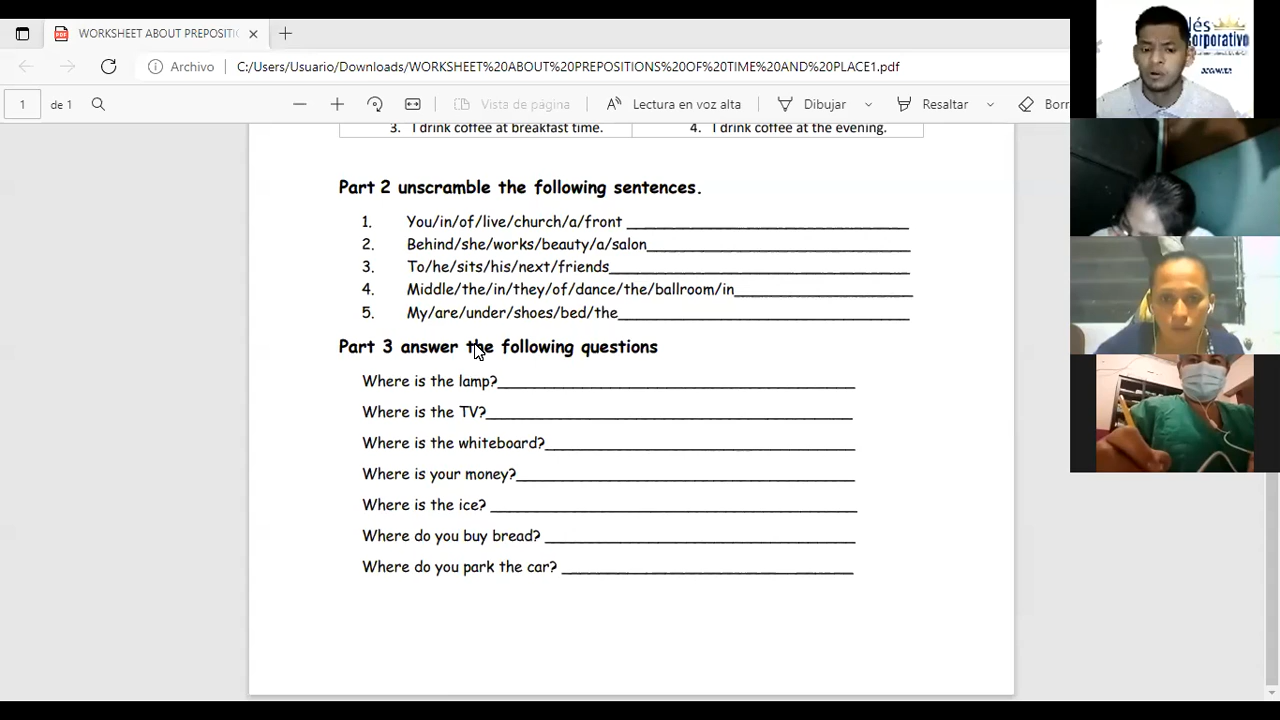 WORKSHEET ABOUT PREPOSITI
Archivo C:/Users/Usuario/Downloads/WORKSHEET%20ABOUT%20PREPOSITIONS%20OF%20TIME%20AND%20PLACE1.pdf
1 de 1 Vista de página Lectura en voz alta Dibujar Resaltar Borr
3. I drink coffee at breakfast time. 4. I drink coffee at the evening.
Part 2 unscramble the following sentences.
1. You/in/of/live/church/a/front
2. Behind/she/works/beauty/a/salon
3. To/he/sits/his/next/friends
4. Middle/the/in/they/of/dance/the/ballroom/in
5. My/are/under/shoes/bed/the
Part 3 answer the following questions
Where is the lamp?
Where is the TV?
Where is the whiteboard?
Where is your money?
Where is the ice?
Where do you buy bread?
Where do you park the car?
lés
orporativo